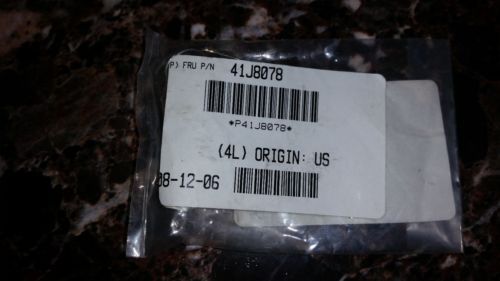 P) FRU P/N 41J8078
*P41J8078*
(4L) ORIGIN: US
08-12-06